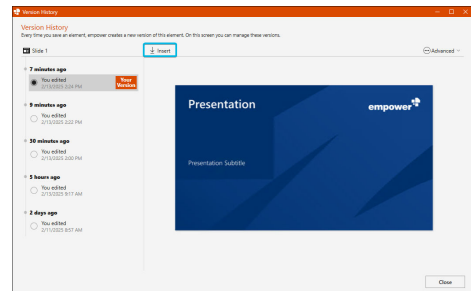 Version History
Version History
Every time you save an element, empower creates a new version of this element. On this screen you can manage these versions.
Slide 1
Insert
Advanced
7 minutes ago
You edited
2/13/2025 2:24 PM
Your
Version
9 minutes ago
You edited
2/13/2025 2:22 PM
30 minutes ago
You edited
2/13/2025 2:00 PM
5 hours ago
You edited
2/13/2025 9:17 AM
2 days ago
You edited
2/11/2025 8:57 AM
Presentation
empower
Presentation Subtitle
Close